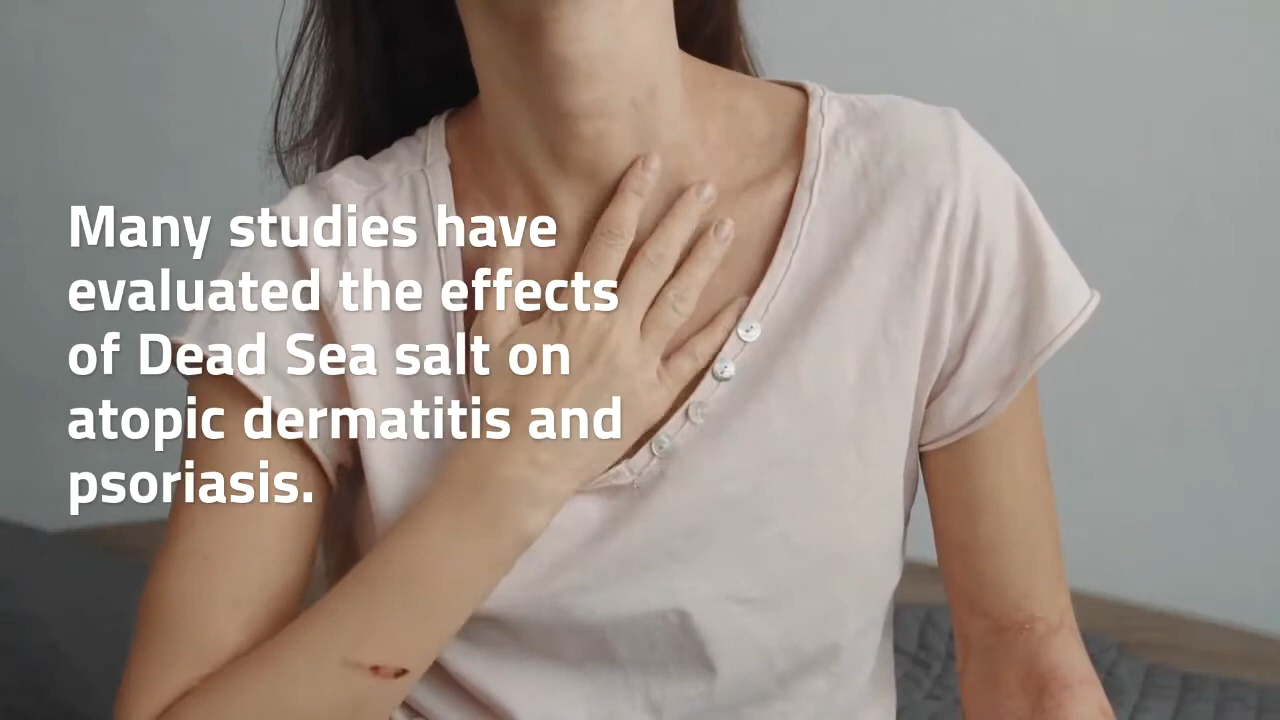 Many studies have
evaluated the effects
of Dead Sea salt on
atopic dermatitis and
psoriasis.